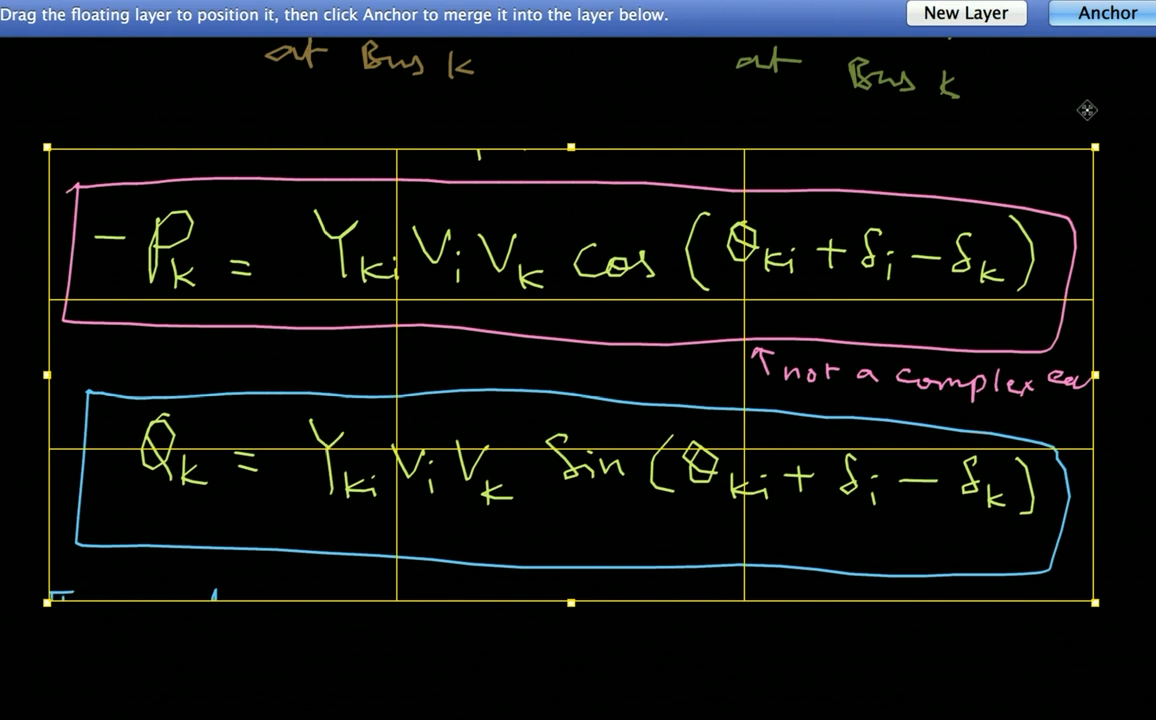 Drag the floating layer to position it, then click Anchor to merge it into the layer below.
New Layer
Anchor
at Bus k
at Bus k
-Pk = Yki Vi Vk cos (θki + δi - δk)
↑ not a complex eq
Qk = Yki Vi Vk Sin (θki + δi - δk)